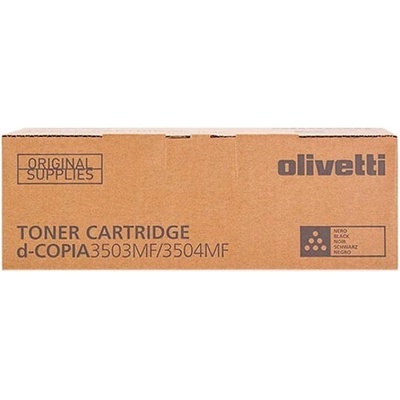 ORIGINAL
SUPPLIES
olivetti
TONER CARTRIDGE
d-COPIA3503MF/3504MF
NERO
BLACK
NOIR
SCHWARZ
NEGRO